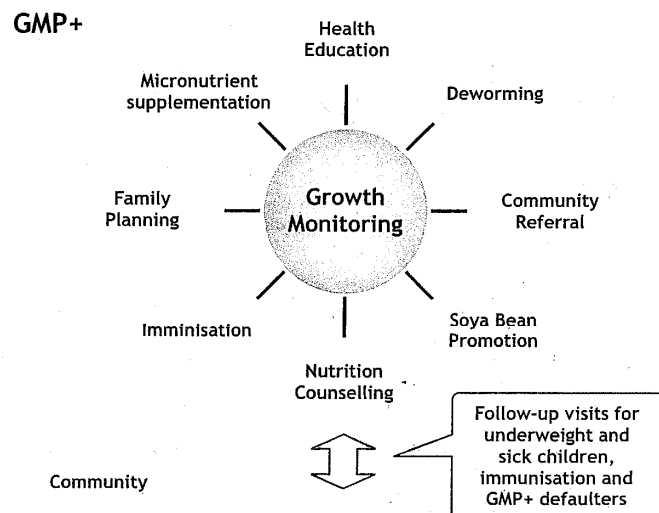 GMP+
Health
Education
Micronutrient
supplementation
Deworming
Family
Planning
Growth
Monitoring
Community
Referral
Imminisation
Soya Bean
Promotion
Nutrition
Counselling
Follow-up visits for
underweight and
sick children,
immunisation and
GMP+ defaulters
Community